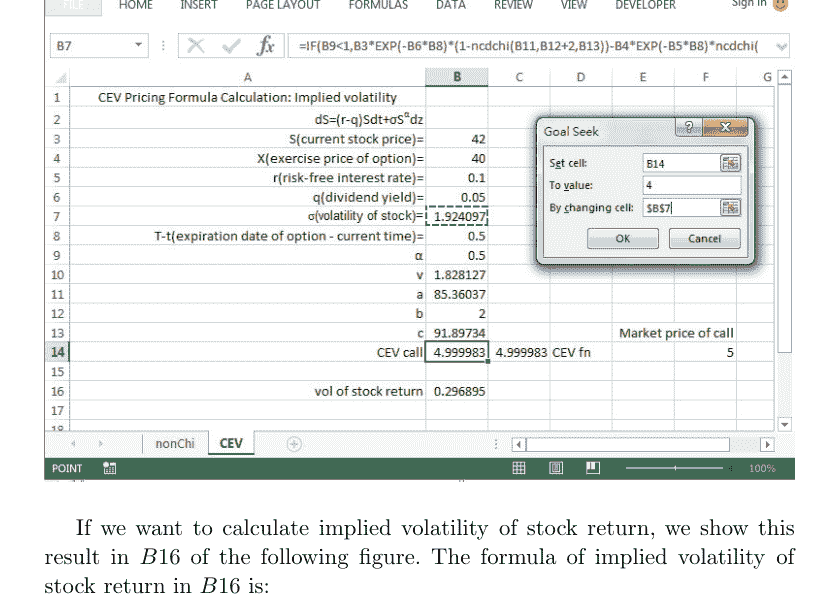 FILE HOME INSERT PAGE LAYOUT FORMULAS DATA REVIEW VIEW DEVELOPER Sign in
B7 fx =IF(B9<1,B3*EXP(-B6*B8)*(1-ncdchi(B11,B12+2,B13))-B4*EXP(-B5*B8)*ncdchi(
A B C D E F G
1 CEV Pricing Formula Calculation: Implied volatility
2 dS=(r-q)Sdt+σS^α dz
3 S(current stock price)= 42
4 X(exercise price of option)= 40
5 r(risk-free interest rate)= 0.1
6 q(dividend yield)= 0.05
7 σ(volatility of stock)= 1.924097
8 T-t(expiration date of option - current time)= 0.5
9 α 0.5
10 v 1.828127
11 a 85.36037
12 b 2
13 c 91.89734 Market price of call
14 CEV call 4.999983 4.999983 CEV fn 5
15
16 vol of stock return 0.296895
17
18
Goal Seek ? X
Set cell: B14
To value: 4
By changing cell: $B$7
OK Cancel
nonChi CEV
POINT 100%
If we want to calculate implied volatility of stock return, we show this
result in B16 of the following figure. The formula of implied volatility of
stock return in B16 is: